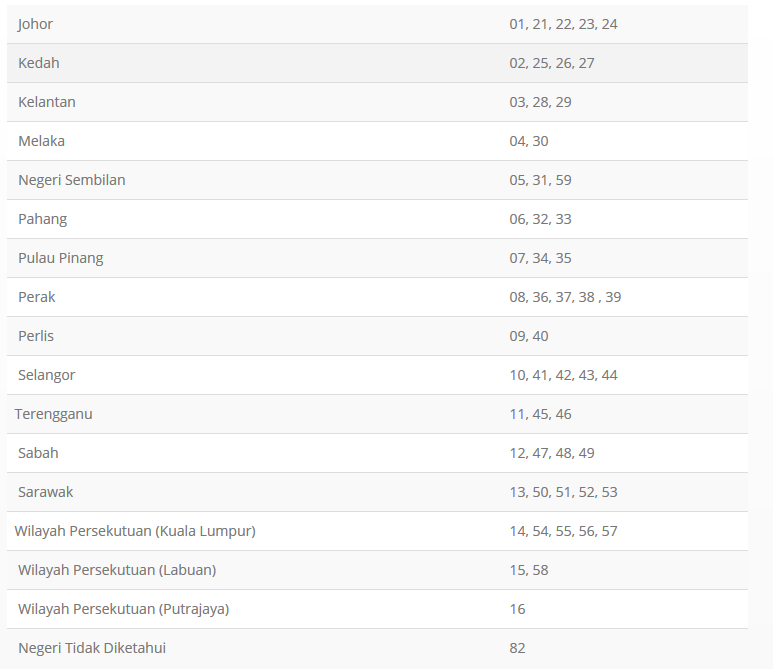 Johor 01, 21, 22, 23, 24
Kedah 02, 25, 26, 27
Kelantan 03, 28, 29
Melaka 04, 30
Negeri Sembilan 05, 31, 59
Pahang 06, 32, 33
Pulau Pinang 07, 34, 35
Perak 08, 36, 37, 38 , 39
Perlis 09, 40
Selangor 10, 41, 42, 43, 44
Terengganu 11, 45, 46
Sabah 12, 47, 48, 49
Sarawak 13, 50, 51, 52, 53
Wilayah Persekutuan (Kuala Lumpur) 14, 54, 55, 56, 57
Wilayah Persekutuan (Labuan) 15, 58
Wilayah Persekutuan (Putrajaya) 16
Negeri Tidak Diketahui 82